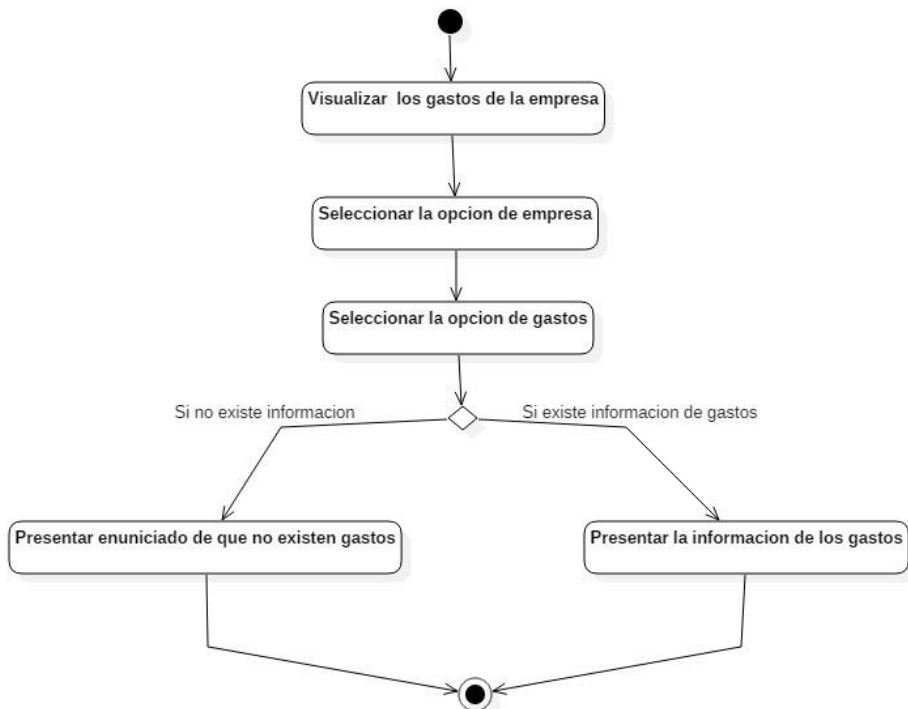 Visualizar  los gastos de la empresa
Seleccionar la opcion de empresa
Seleccionar la opcion de gastos
Si no existe informacion
Si existe informacion de gastos
Presentar enuniciado de que no existen gastos
Presentar la informacion de los gastos